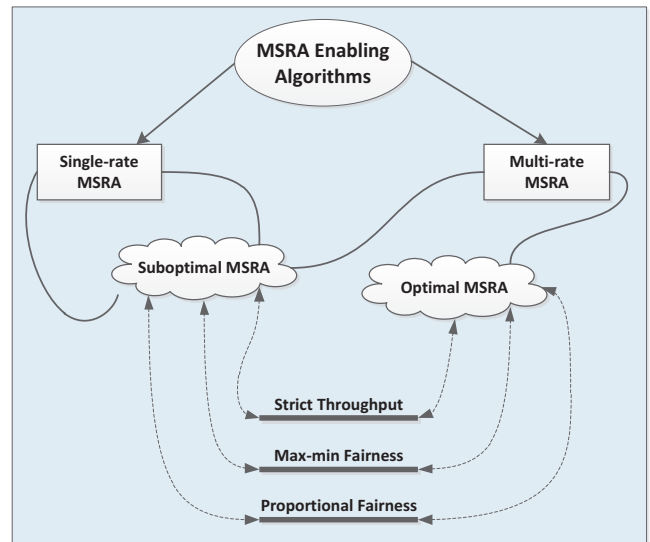 MSRA Enabling
Algorithms
Single-rate
MSRA
Multi-rate
MSRA
Suboptimal MSRA
Optimal MSRA
Strict Throughput
Max-min Fairness
Proportional Fairness